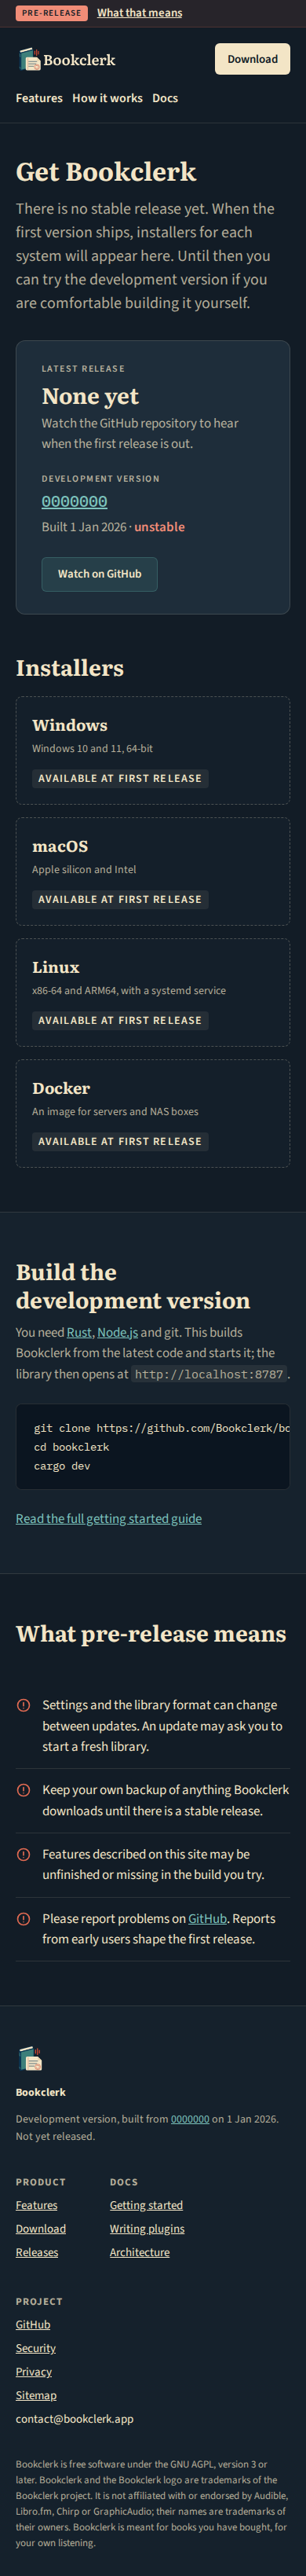 PRE-RELEASE What that means
Bookclerk
Download
Features How it works Docs
Get Bookclerk
There is no stable release yet. When the
first version ships, installers for each
system will appear here. Until then you
can try the development version if you
are comfortable building it yourself.
LATEST RELEASE
None yet
Watch the GitHub repository to hear
when the first release is out.
DEVELOPMENT VERSION
0000000
Built 1 Jan 2026 · unstable
Watch on GitHub
Installers
Windows
Windows 10 and 11, 64-bit
AVAILABLE AT FIRST RELEASE
macOS
Apple silicon and Intel
AVAILABLE AT FIRST RELEASE
Linux
x86-64 and ARM64, with a systemd service
AVAILABLE AT FIRST RELEASE
Docker
An image for servers and NAS boxes
AVAILABLE AT FIRST RELEASE
Build the
development version
You need Rust, Node.js and git. This builds
Bookclerk from the latest code and starts it; the
library then opens at http://localhost:8787.
git clone https://github.com/Bookclerk/bo
cd bookclerk
cargo dev
Read the full getting started guide
What pre-release means
Settings and the library format can change
between updates. An update may ask you to
start a fresh library.
Keep your own backup of anything Bookclerk
downloads until there is a stable release.
Features described on this site may be
unfinished or missing in the build you try.
Please report problems on GitHub. Reports
from early users shape the first release.
Bookclerk
Development version, built from 0000000 on 1 Jan 2026.
Not yet released.
PRODUCT
Features
Download
Releases
DOCS
Getting started
Writing plugins
Architecture
PROJECT
GitHub
Security
Privacy
Sitemap
contact@bookclerk.app
Bookclerk is free software under the GNU AGPL, version 3 or
later. Bookclerk and the Bookclerk logo are trademarks of the
Bookclerk project. It is not affiliated with or endorsed by Audible,
Libro.fm, Chirp or GraphicAudio; their names are trademarks of
their owners. Bookclerk is meant for books you have bought, for
your own listening.